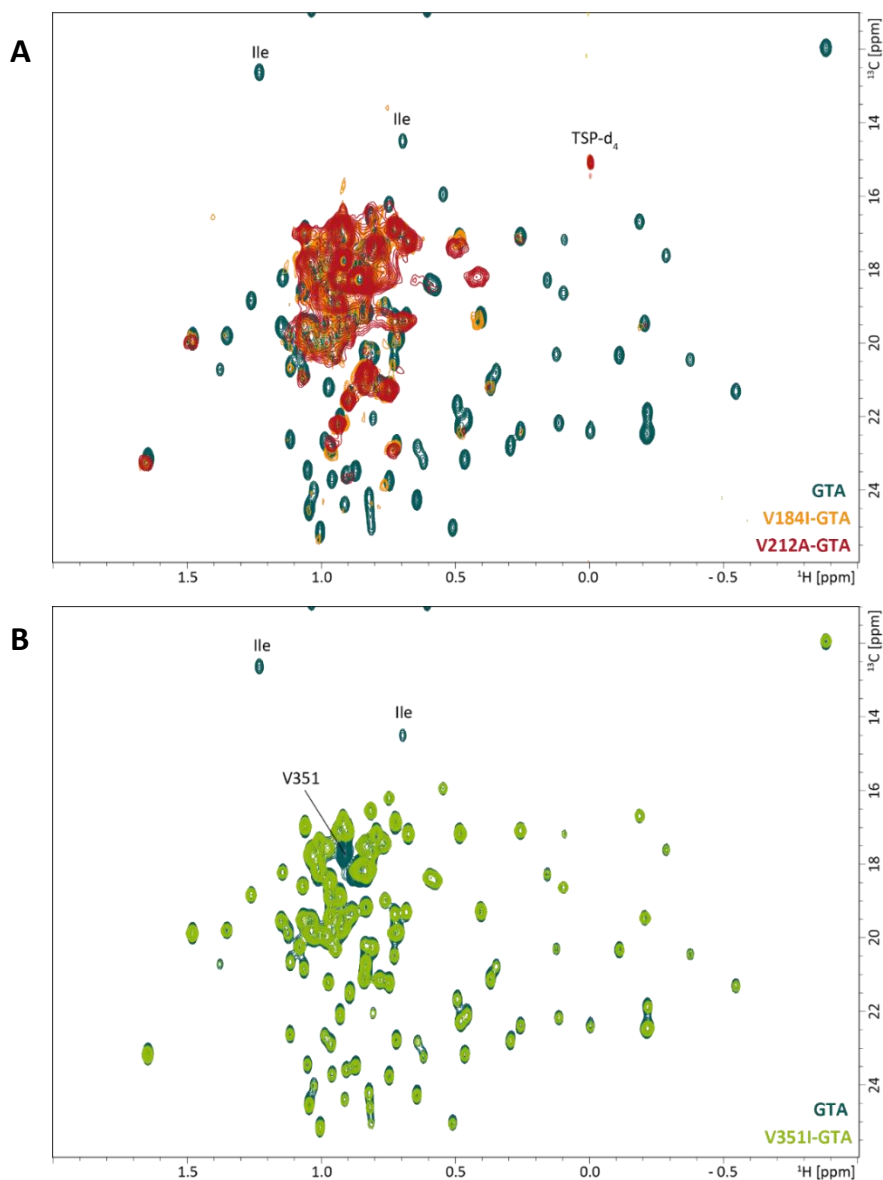 A
Ile
Ile
TSP-d4
GTA
V184I-GTA
V212A-GTA
13C [ppm]
14
16
18
20
22
24
1.5
1.0
0.5
0.0
- 0.5
1H [ppm]
B
Ile
Ile
V351
GTA
V351I-GTA
13C [ppm]
14
16
18
20
22
24
1.5
1.0
0.5
0.0
- 0.5
1H [ppm]